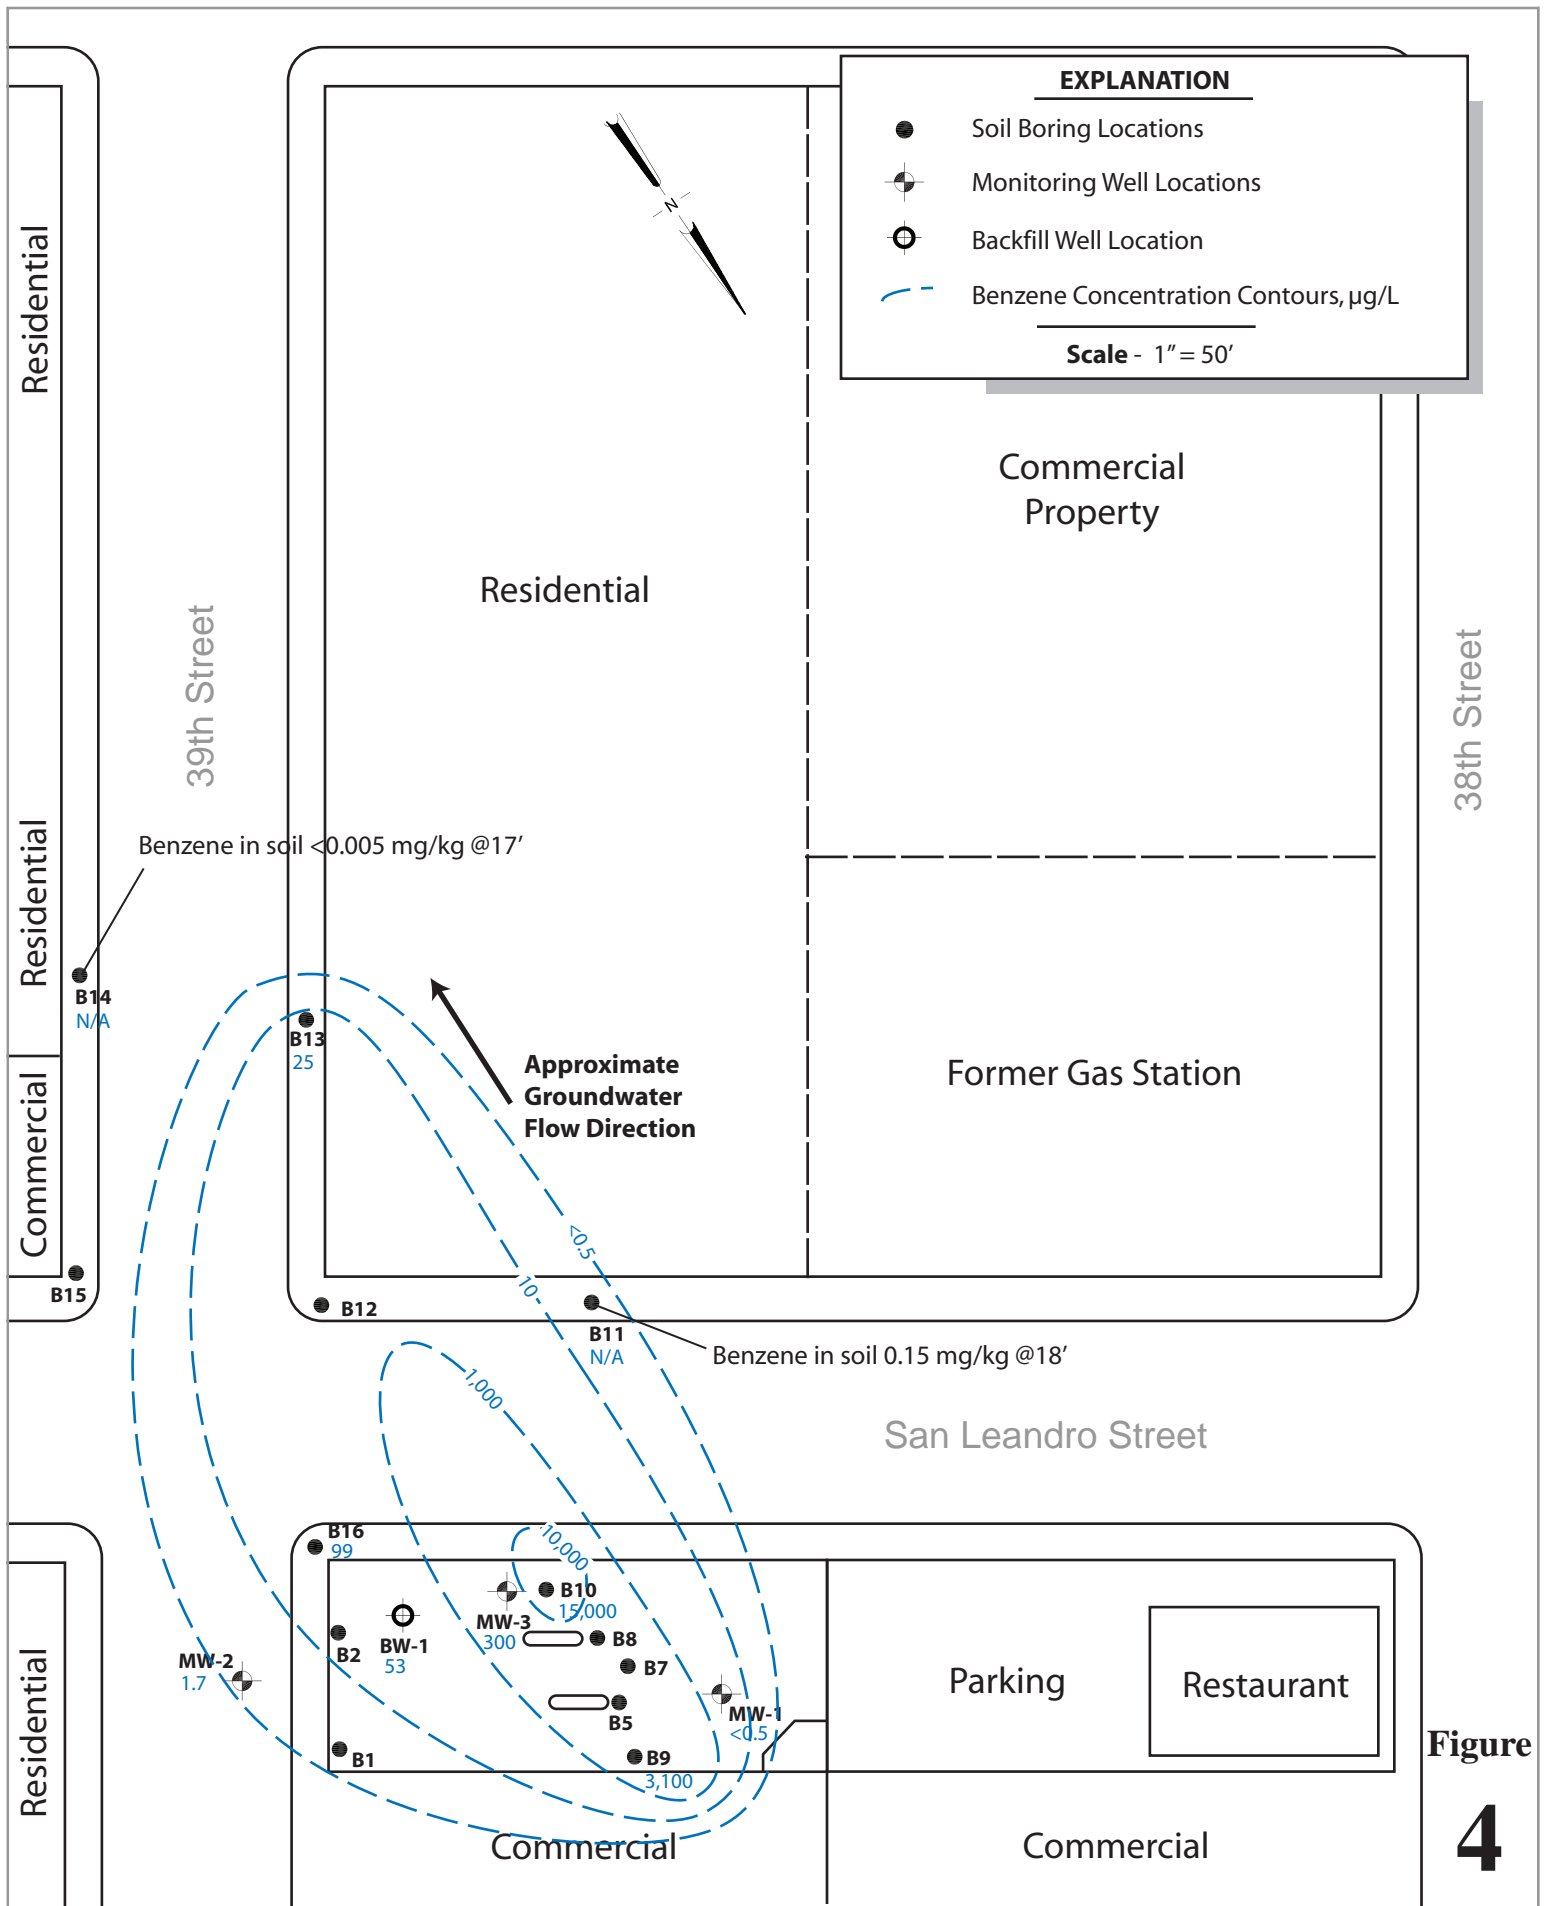 EXPLANATION
Soil Boring Locations
Monitoring Well Locations
Backfill Well Location
Benzene Concentration Contours, µg/L
Scale - 1″ = 50′
N
Residential
Commercial
Property
Residential
39th Street
38th Street
Residential
Benzene in soil <0.005 mg/kg @17′
B14
N/A
B13
25
Approximate
Groundwater
Flow Direction
Former Gas Station
Commercial
<0.5
10
B15
B12
B11
N/A
Benzene in soil 0.15 mg/kg @18′
1,000
San Leandro Street
B16
99
10,000
B10
15,000
MW-3
300
B8
B2
BW-1
53
B7
MW-2
1.7
MW-1
<0.5
B5
B1
B9
3,100
Parking
Restaurant
Residential
Commercial
Commercial
Figure
4